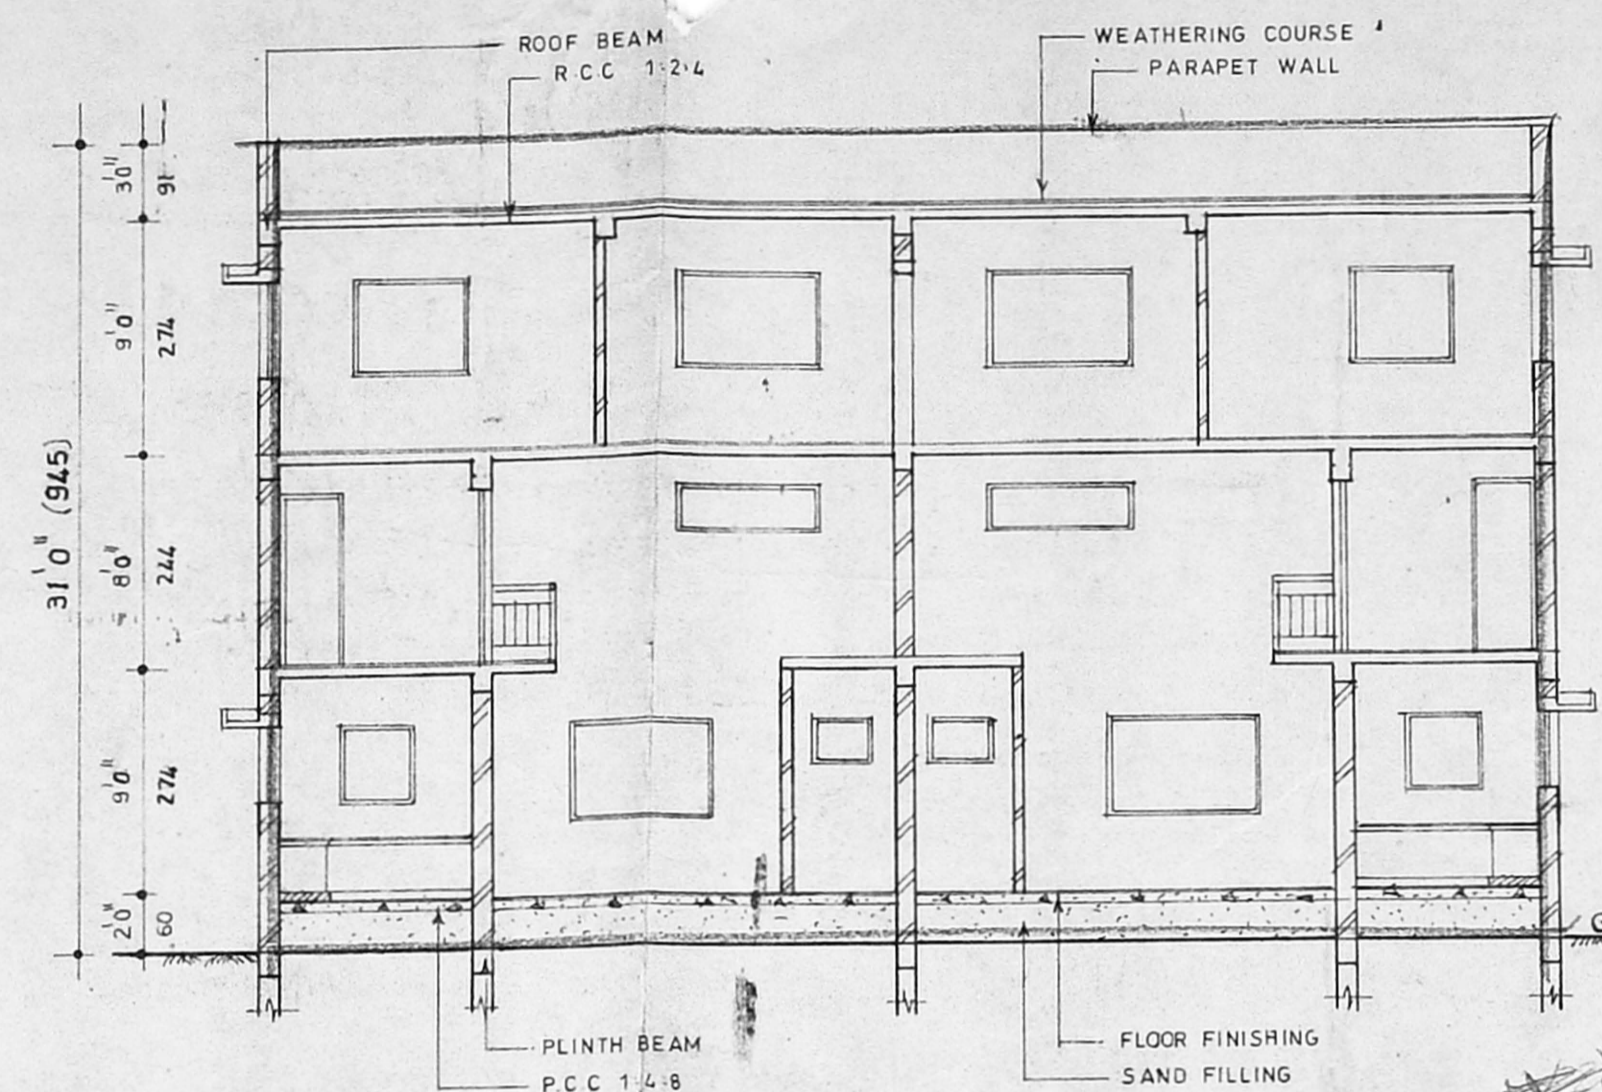 ROOF BEAM
R.C.C 1:2:4
WEATHERING COURSE
PARAPET WALL
3'0"
91
9'0"
274
31'0" (945)
8'0"
244
9'0"
274
2'0"
60
PLINTH BEAM
P.C.C 1:4:8
FLOOR FINISHING
SAND FILLING